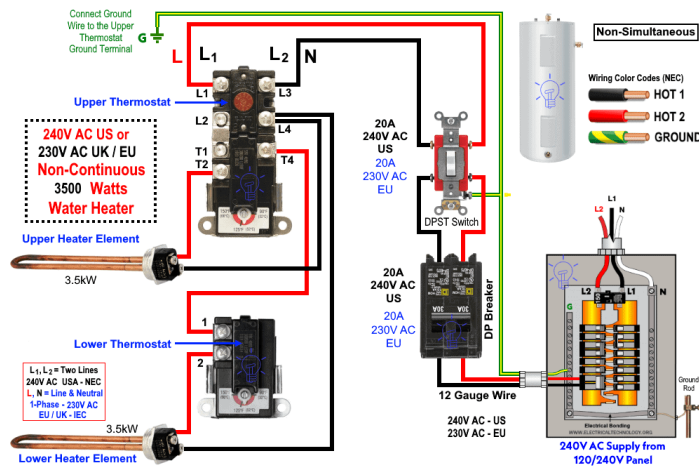 Connect Ground
Wire to the Upper
Thermostat
Ground Terminal
G
L
L1
L2
N
Non-Simultaneous
Wiring Color Codes (NEC)
HOT 1
HOT 2
GROUND
L1
L3
Upper Thermostat
L2
L4
T1
T2
T4
240V AC US or
230V AC UK / EU
Non-Continuous
3500 Watts
Water Heater
20A
240V AC
US
20A
230V AC
EU
DPST Switch
Upper Heater Element
3.5kW
20A
240V AC
US
20A
230V AC
EU
30A
30A
DP Breaker
L1
L2
N
L2
L1
N
G
1
Lower Thermostat
2
L1, L2 = Two Lines
240V AC USA - NEC
L, N = Line & Neutral
1-Phase - 230V AC
EU / UK - IEC
12 Gauge Wire
240V AC - US
230V AC - EU
Ground
Rod
3.5kW
Lower Heater Element
Electrical Bonding
WWW.ELECTRICALTECHNOLOGY.ORG
240V AC Supply from
120/240V Panel